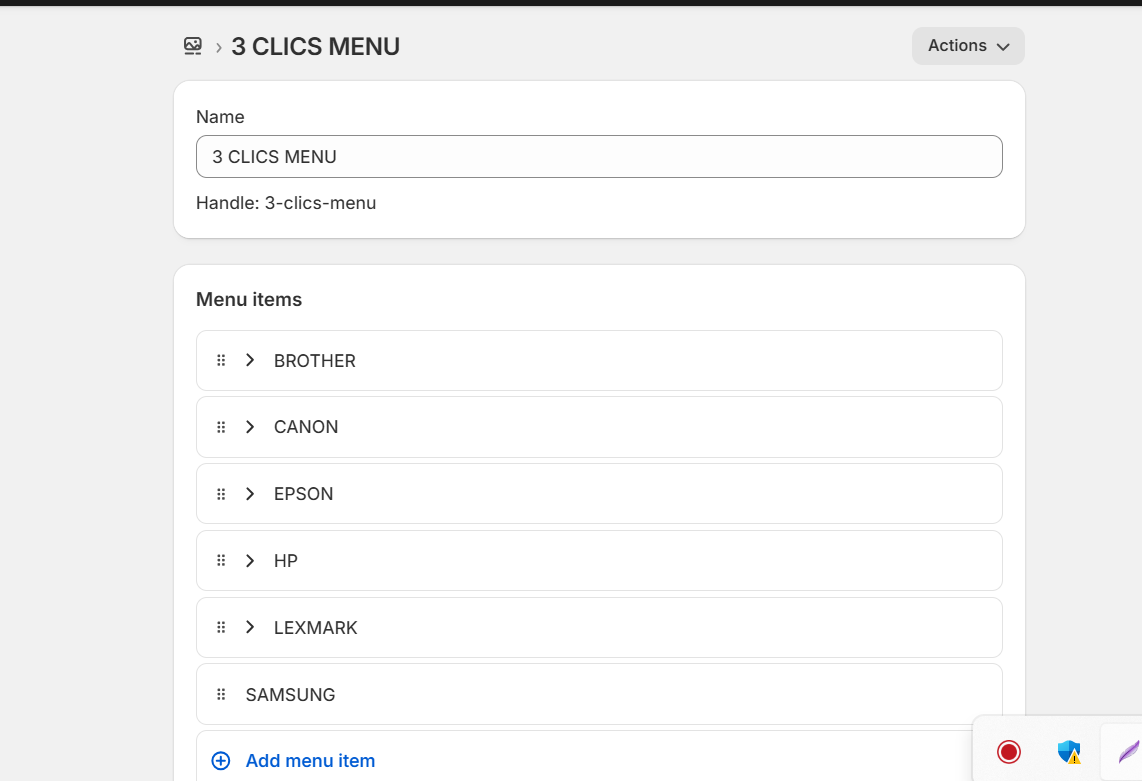 3 CLICS MENU
Actions
Name
3 CLICS MENU
Handle: 3-clics-menu
Menu items
BROTHER
CANON
EPSON
HP
LEXMARK
SAMSUNG
Add menu item